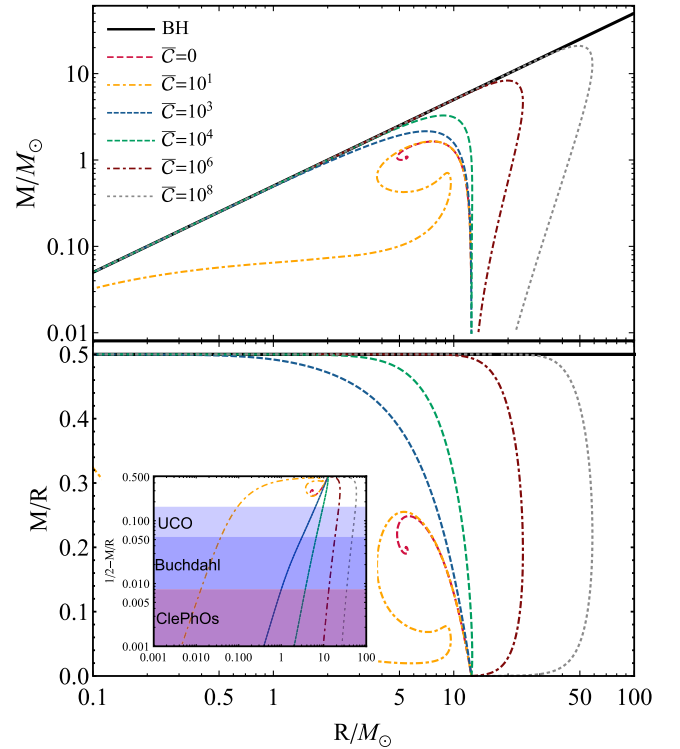 BH
C̅=0
C̅=10¹
C̅=10³
C̅=10⁴
C̅=10⁶
C̅=10⁸
M/M☉
10
1
0.10
0.01
0.5
0.4
0.3
0.2
0.1
0.0
M/R
0.500
0.100
0.050
0.010
0.005
0.001
1/2−M/R
UCO
Buchdahl
ClePhOs
0.001 0.010 0.100 1 10 100
0.1 0.5 1 5 10 50 100
R/M☉